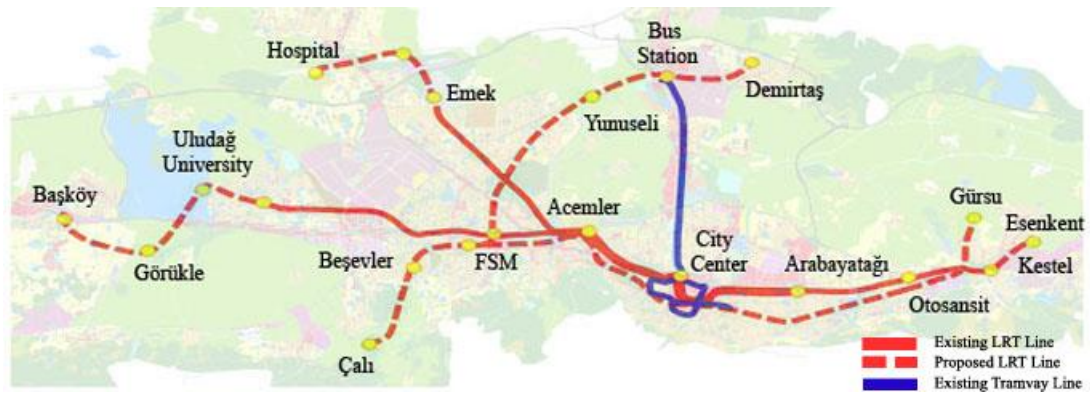 Hospital
Bus
Station
Emek
Demirtaş
Yunuseli
Uludağ
University
Başköy
Gürsu
Acemler
Esenkent
City
Center
Görükle
Beşevler
FSM
Arabayatağı
Kestel
Otosansit
Çalı
Existing LRT Line
Proposed LRT Line
Existing Tramvay Line